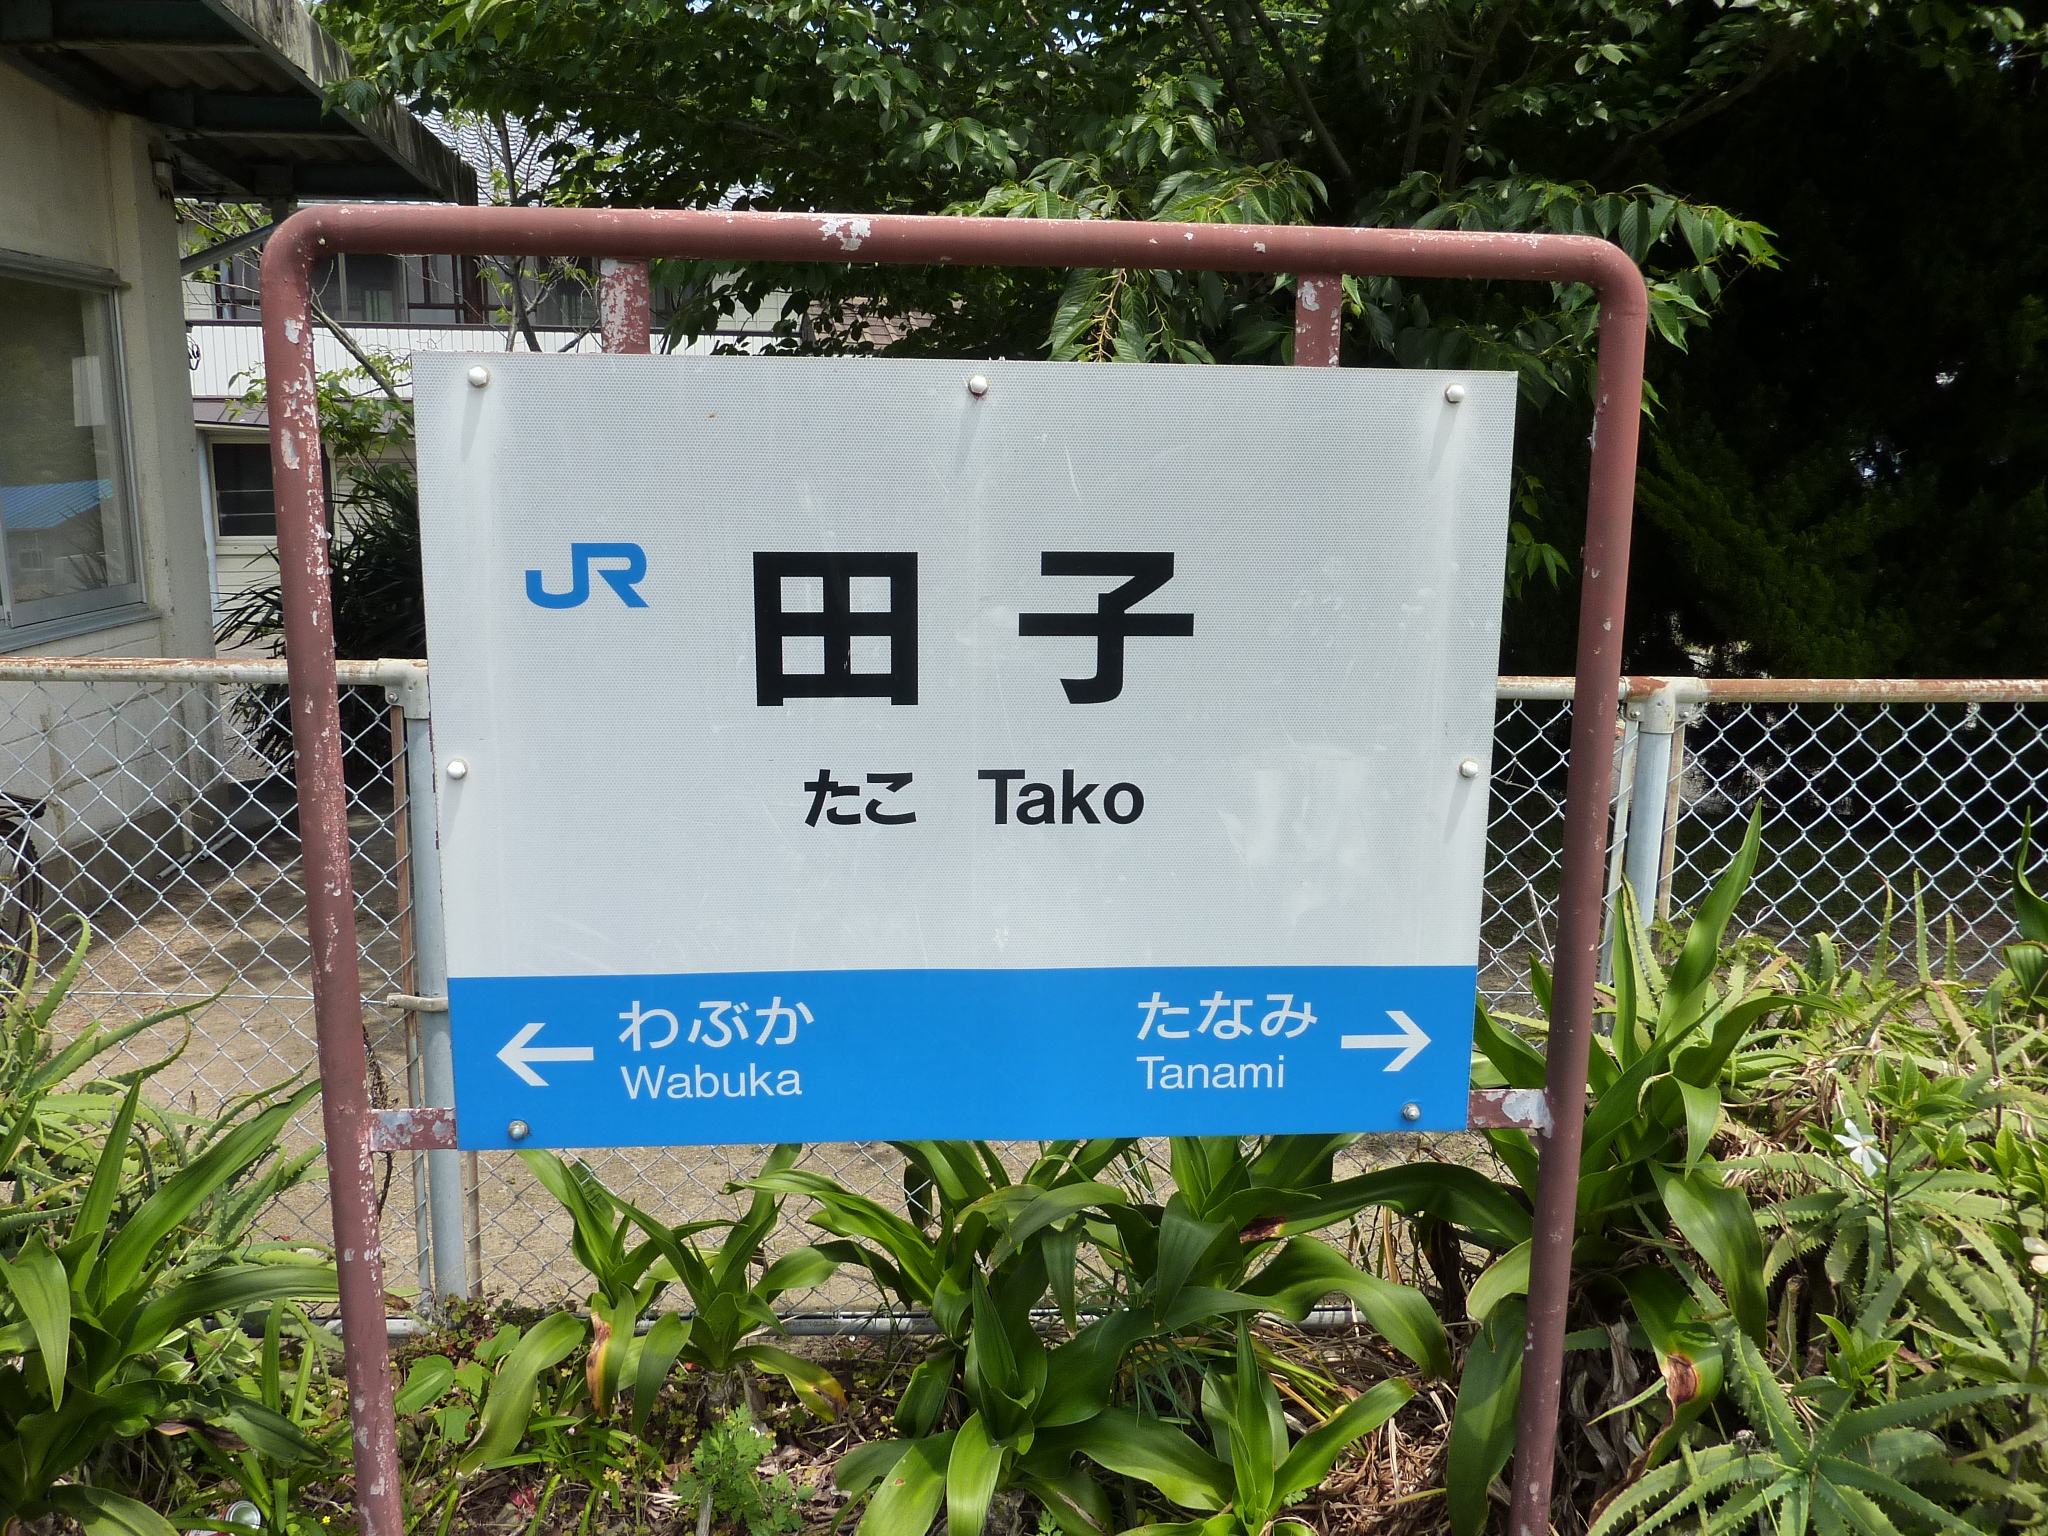 JR 田子
たこ Tako
← わぶか たなみ →
Wabuka Tanami